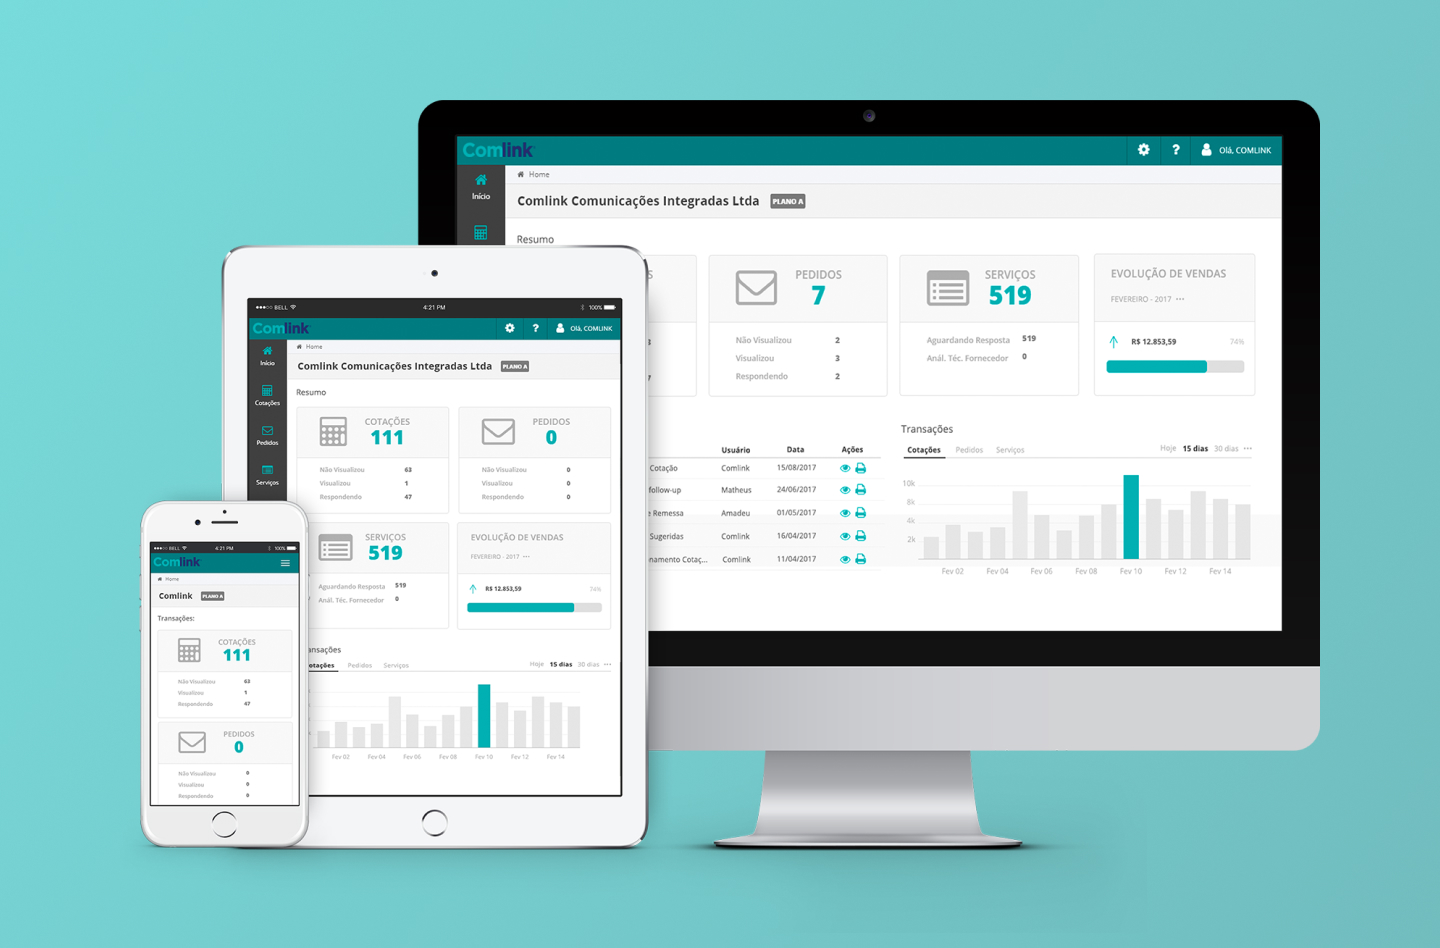 Comlink
Olá, COMLINK
Início
Home
Comlink Comunicações Integradas Ltda PLANO A
Resumo
S
3
7
PEDIDOS
7
Não Visualizou 2
Visualizou 3
Respondendo 2
SERVIÇOS
519
Aguardando Resposta 519
Anál. Téc. Fornecedor 0
EVOLUÇÃO DE VENDAS
FEVEREIRO - 2017 •••
R$ 12.853,59 74%
Usuário Data Ações
Cotação Comlink 15/08/2017
follow-up Matheus 24/06/2017
e Remessa Amadeu 01/05/2017
Sugeridas Comlink 16/04/2017
namento Cotaç... Comlink 11/04/2017
Transações
Cotações Pedidos Serviços Hoje 15 dias 30 dias •••
10k
8k
4k
2k
Fev 02 Fev 04 Fev 06 Fev 08 Fev 10 Fev 12 Fev 14
BELL 4:21 PM 100%
Comlink
? Olá, COMLINK
Início
Cotações
Pedidos
Serviços
Home
Comlink Comunicações Integradas Ltda PLANO A
Resumo
COTAÇÕES
111
Não Visualizou 63
Visualizou 1
Respondendo 47
PEDIDOS
0
Não Visualizou 0
Visualizou 0
Respondendo 0
SERVIÇOS
519
Aguardando Resposta 519
Anál. Téc. Fornecedor 0
EVOLUÇÃO DE VENDAS
FEVEREIRO - 2017 •••
R$ 12.853,59 74%
ansações
otações Pedidos Serviços Hoje 15 dias 30 dias •••
Fev 02 Fev 04 Fev 06 Fev 08 Fev 10 Fev 12 Fev 14
BELL 4:21 PM 100%
Comlink
Home
Comlink PLANO A
Transações:
COTAÇÕES
111
Não Visualizou 63
Visualizou 1
Respondendo 47
PEDIDOS
0
Não Visualizou 0
Visualizou 0
Respondendo 0